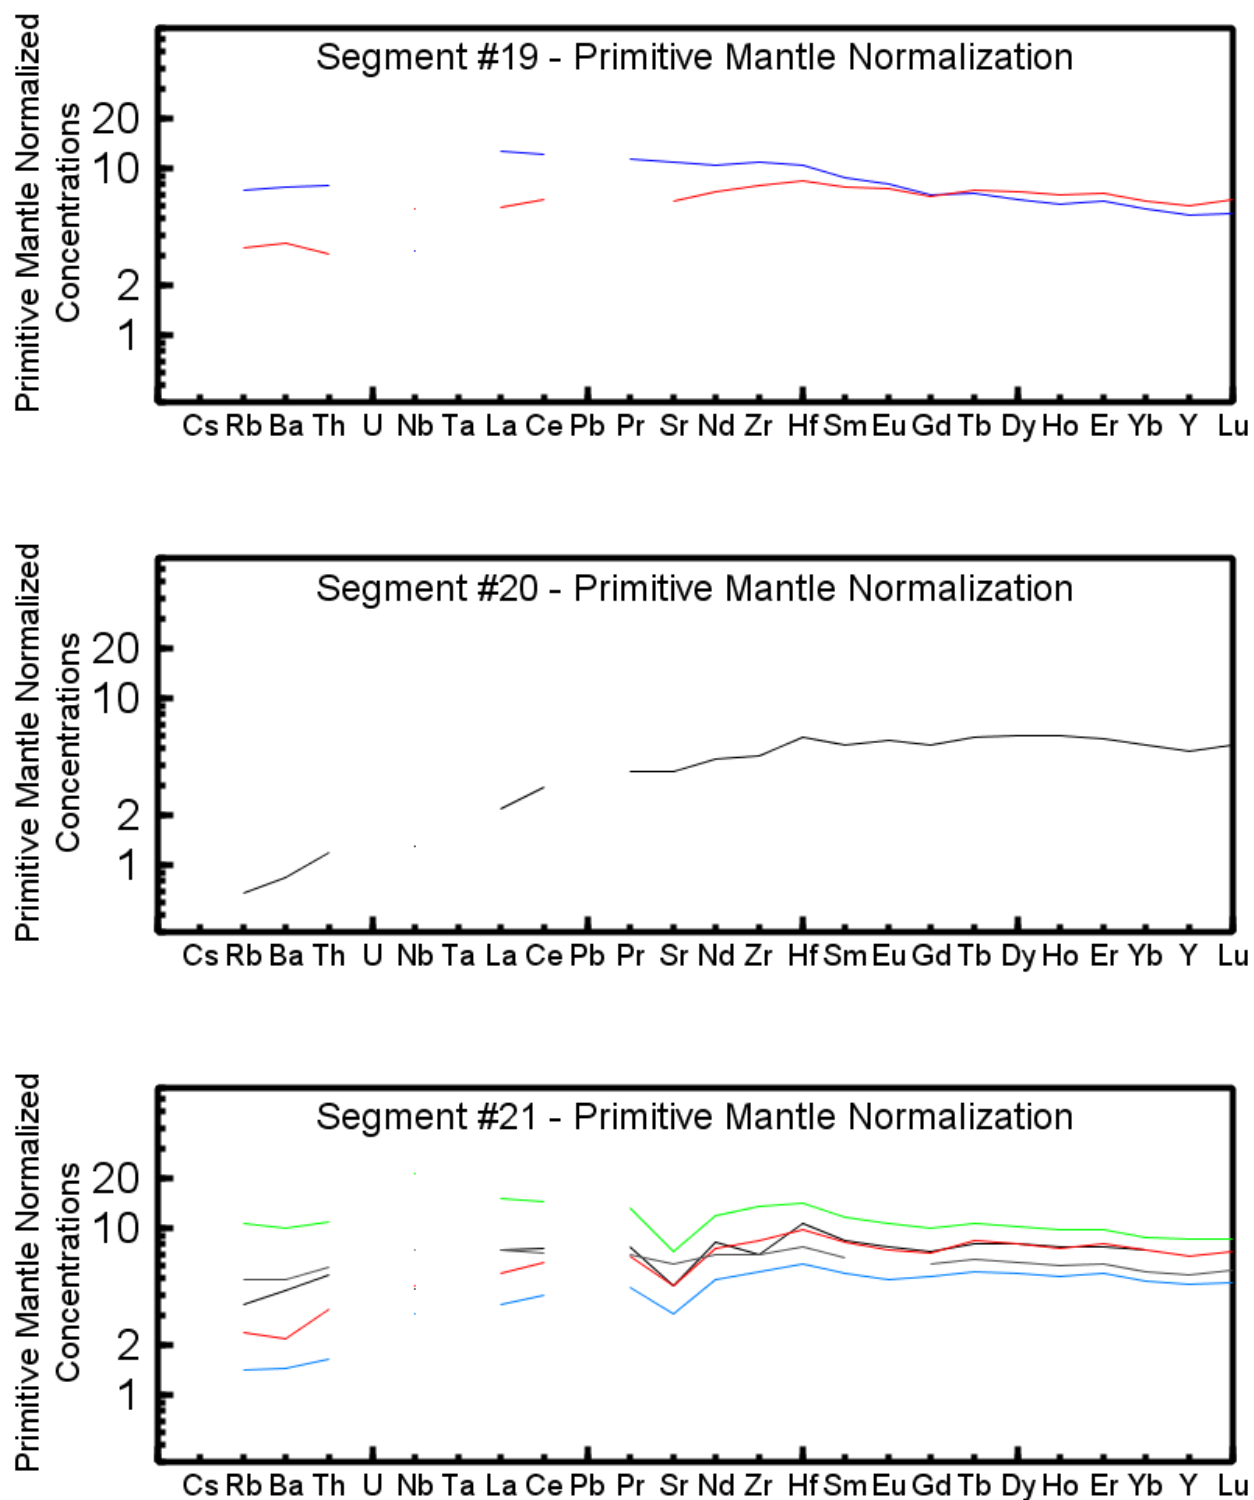 Segment #19 - Primitive Mantle Normalization
Primitive Mantle Normalized
Concentrations
20
10
2
1
Cs Rb Ba Th U Nb Ta La Ce Pb Pr Sr Nd Zr Hf Sm Eu Gd Tb Dy Ho Er Yb Y Lu
Segment #20 - Primitive Mantle Normalization
Primitive Mantle Normalized
Concentrations
20
10
2
1
Cs Rb Ba Th U Nb Ta La Ce Pb Pr Sr Nd Zr Hf Sm Eu Gd Tb Dy Ho Er Yb Y Lu
Segment #21 - Primitive Mantle Normalization
Primitive Mantle Normalized
Concentrations
20
10
2
1
Cs Rb Ba Th U Nb Ta La Ce Pb Pr Sr Nd Zr Hf Sm Eu Gd Tb Dy Ho Er Yb Y Lu